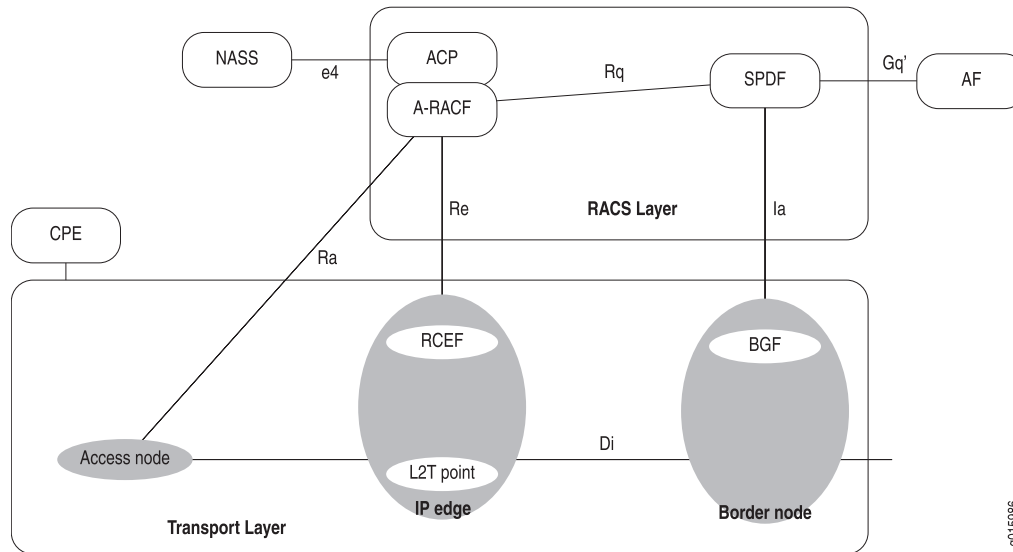 NASS
e4
ACP
A-RACF
Rq
SPDF
Gq'
AF
Re
RACS Layer
Ia
CPE
Ra
RCEF
BGF
Access node
Di
L2T point
IP edge
Border node
Transport Layer
g015986